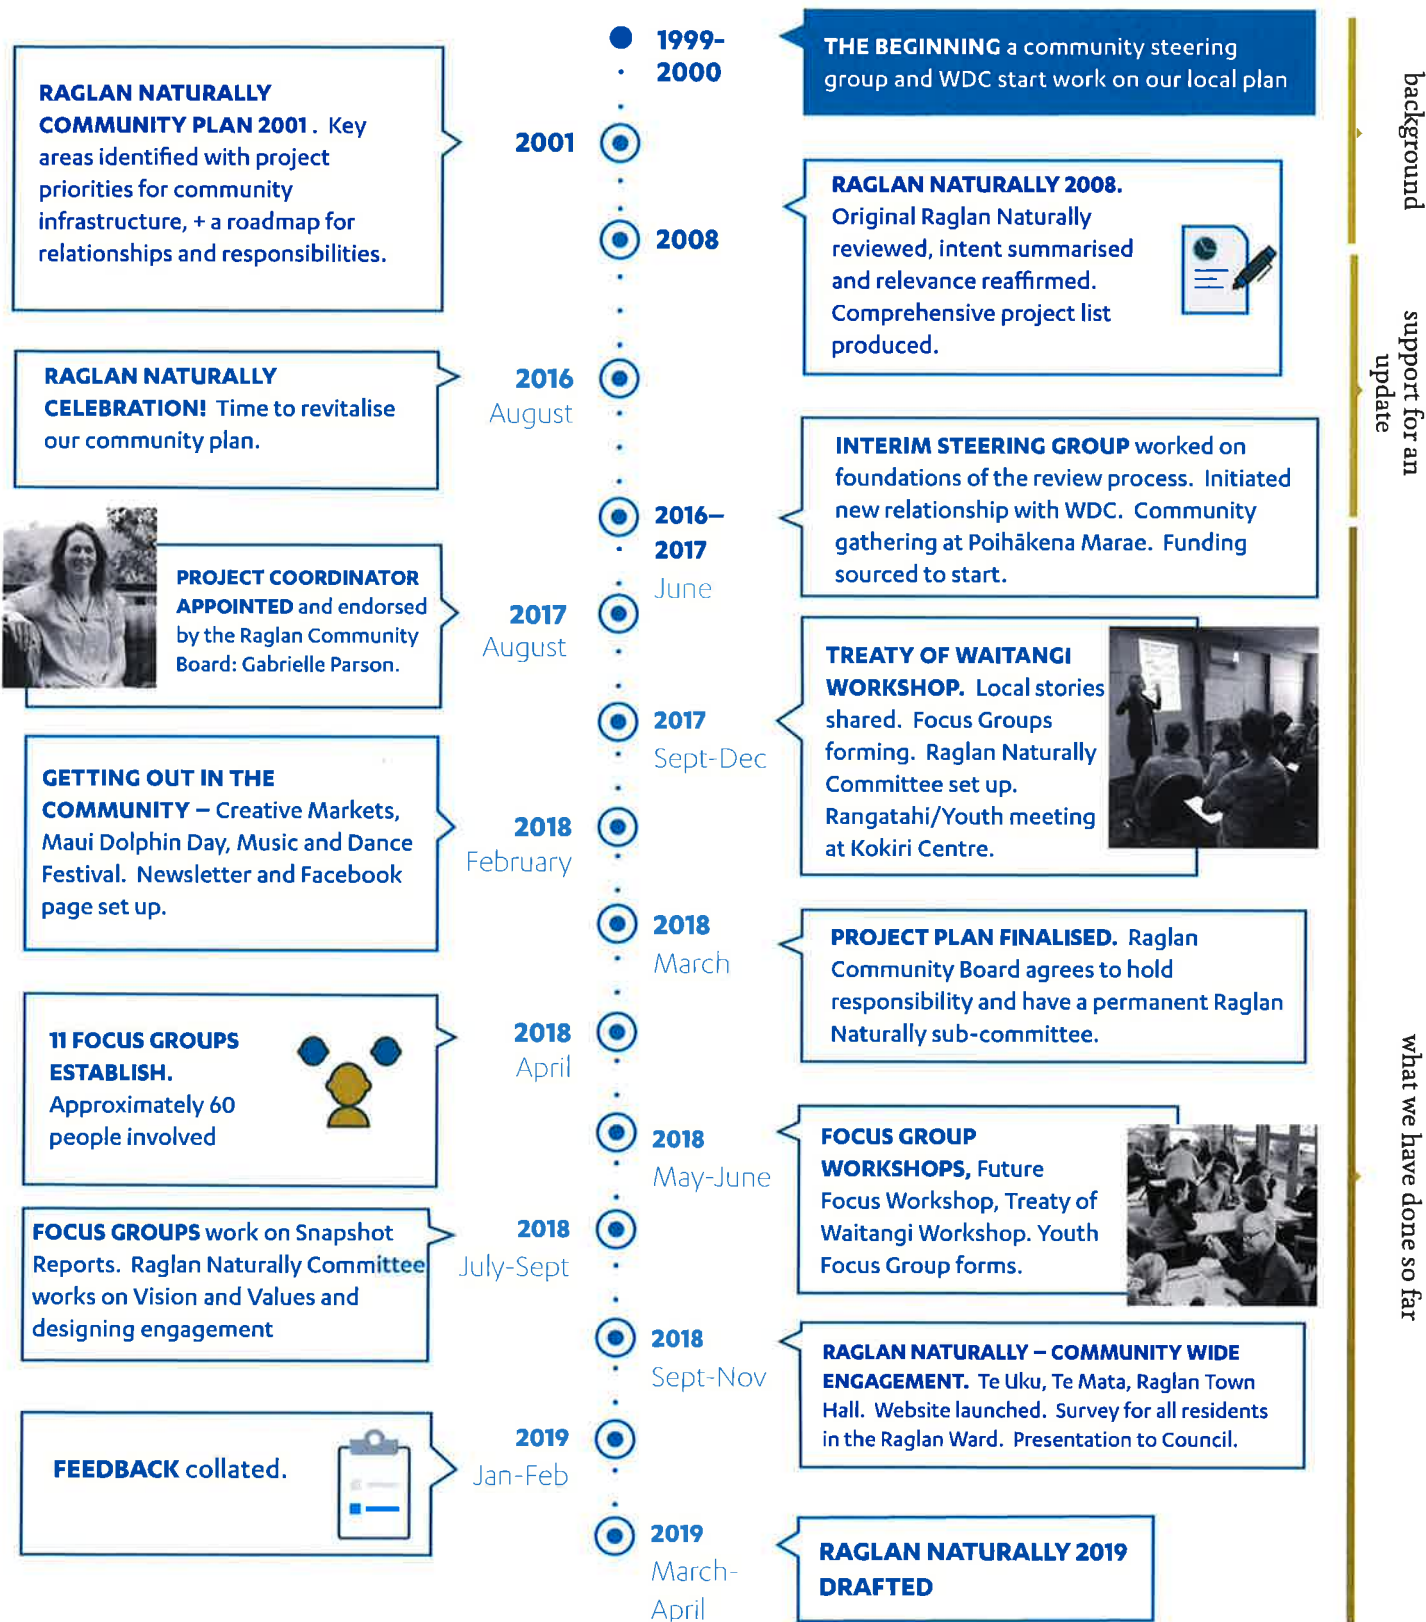 1999-
2000
THE BEGINNING a community steering
group and WDC start work on our local plan
RAGLAN NATURALLY
COMMUNITY PLAN 2001. Key
areas identified with project
priorities for community
infrastructure, + a roadmap for
relationships and responsibilities.
2001
background
2008
RAGLAN NATURALLY 2008.
Original Raglan Naturally
reviewed, intent summarised
and relevance reaffirmed.
Comprehensive project list
produced.
RAGLAN NATURALLY
CELEBRATION! Time to revitalise
our community plan.
2016
August
support for an
update
2016–
2017
June
INTERIM STEERING GROUP worked on
foundations of the review process. Initiated
new relationship with WDC. Community
gathering at Poihākena Marae. Funding
sourced to start.
PROJECT COORDINATOR
APPOINTED and endorsed
by the Raglan Community
Board: Gabrielle Parson.
2017
August
2017
Sept-Dec
TREATY OF WAITANGI
WORKSHOP. Local stories
shared. Focus Groups
forming. Raglan Naturally
Committee set up.
Rangatahi/Youth meeting
at Kokiri Centre.
GETTING OUT IN THE
COMMUNITY – Creative Markets,
Maui Dolphin Day, Music and Dance
Festival. Newsletter and Facebook
page set up.
2018
February
2018
March
PROJECT PLAN FINALISED. Raglan
Community Board agrees to hold
responsibility and have a permanent Raglan
Naturally sub-committee.
11 FOCUS GROUPS
ESTABLISH.
Approximately 60
people involved
2018
April
what we have done so far
2018
May-June
FOCUS GROUP
WORKSHOPS, Future
Focus Workshop, Treaty of
Waitangi Workshop. Youth
Focus Group forms.
FOCUS GROUPS work on Snapshot
Reports. Raglan Naturally Committee
works on Vision and Values and
designing engagement
2018
July-Sept
2018
Sept-Nov
RAGLAN NATURALLY – COMMUNITY WIDE
ENGAGEMENT. Te Uku, Te Mata, Raglan Town
Hall. Website launched. Survey for all residents
in the Raglan Ward. Presentation to Council.
FEEDBACK collated.
2019
Jan-Feb
2019
March-
April
RAGLAN NATURALLY 2019
DRAFTED